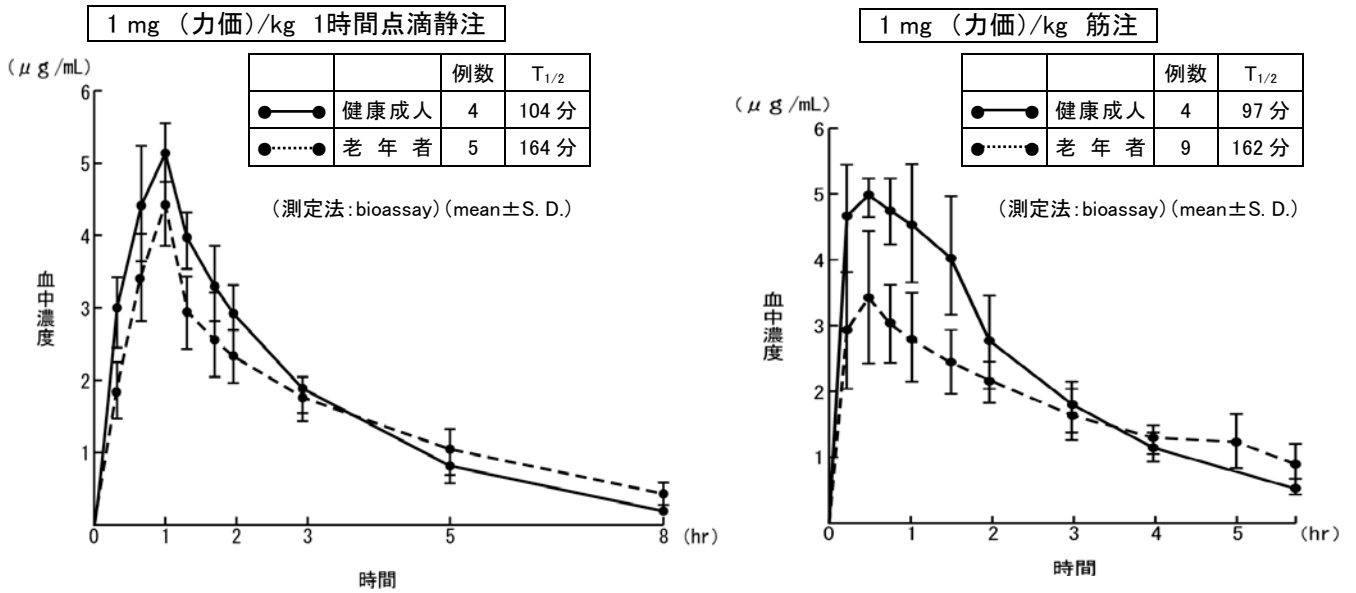 1 mg (力価)/kg 1時間点滴静注
(μg/mL)
例数 T1/2
健康成人 4 104 分
老年者 5 164 分
(測定法:bioassay)(mean±S. D.)
6
5
4
3
2
1
血中濃度
0 1 2 3 5 8 (hr)
時間
1 mg (力価)/kg 筋注
(μg/mL)
例数 T1/2
健康成人 4 97 分
老年者 9 162 分
(測定法:bioassay)(mean±S. D.)
6
5
4
3
2
1
血中濃度
0 1 2 3 4 5 (hr)
時間